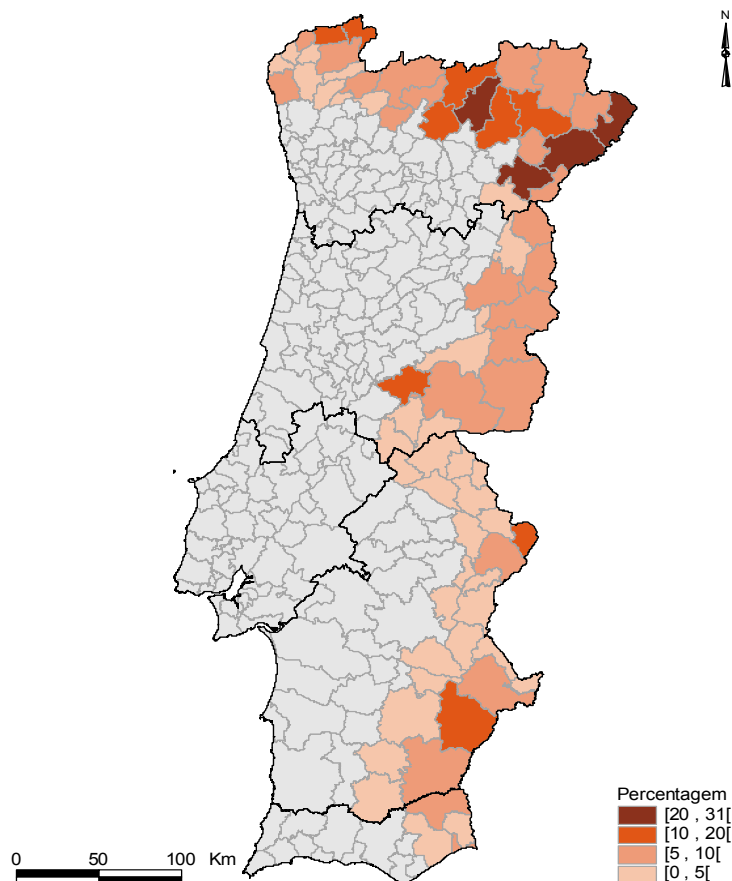 N
Percentagem
[20 , 31[
[10 , 20[
[5 , 10[
[0 , 5[
0 50 100 Km